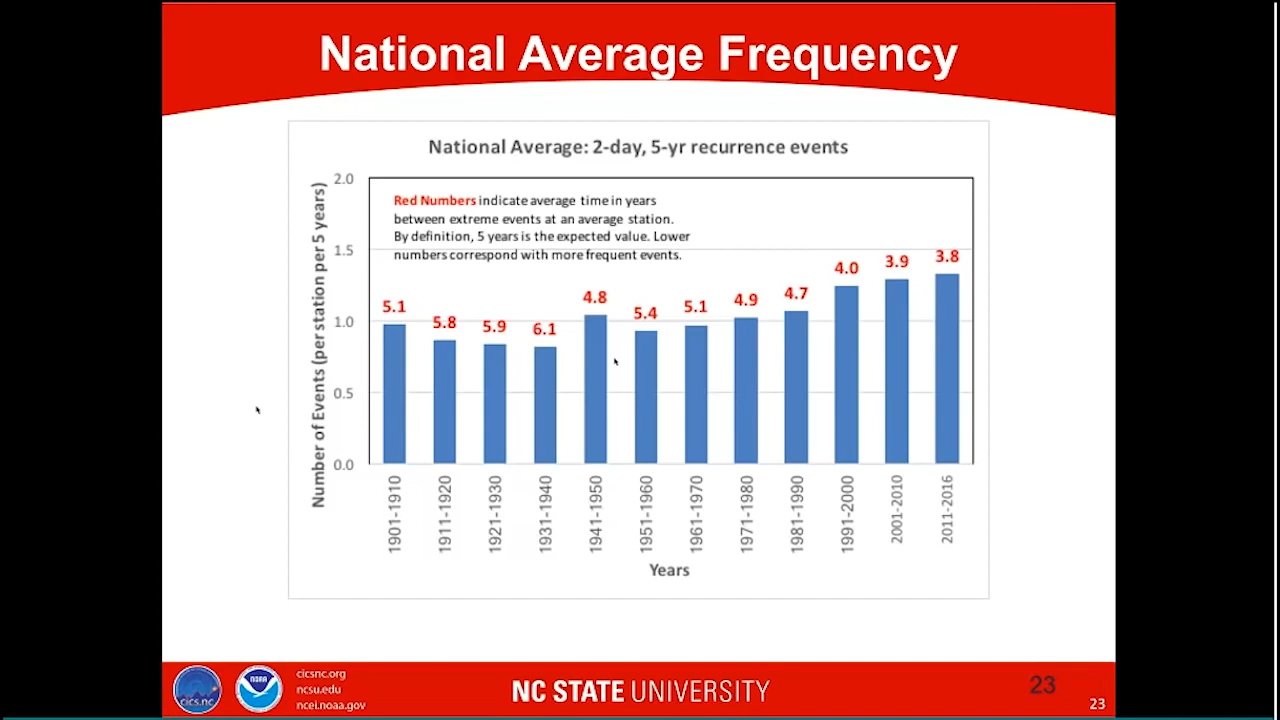 National Average Frequency
National Average: 2-day, 5-yr recurrence events
Number of Events (per station per 5 years)
2.0
1.5
1.0
0.5
0.0
Red Numbers indicate average time in years
between extreme events at an average station.
By definition, 5 years is the expected value. Lower
numbers correspond with more frequent events.
5.1
5.8
5.9
6.1
4.8
5.4
5.1
4.9
4.7
4.0
3.9
3.8
1901-1910
1911-1920
1921-1930
1931-1940
1941-1950
1951-1960
1961-1970
1971-1980
1981-1990
1991-2000
2001-2010
2011-2016
Years
cics.nc
NOAA
cicsnc.org
ncsu.edu
ncei.noaa.gov
NC STATE UNIVERSITY
23
23